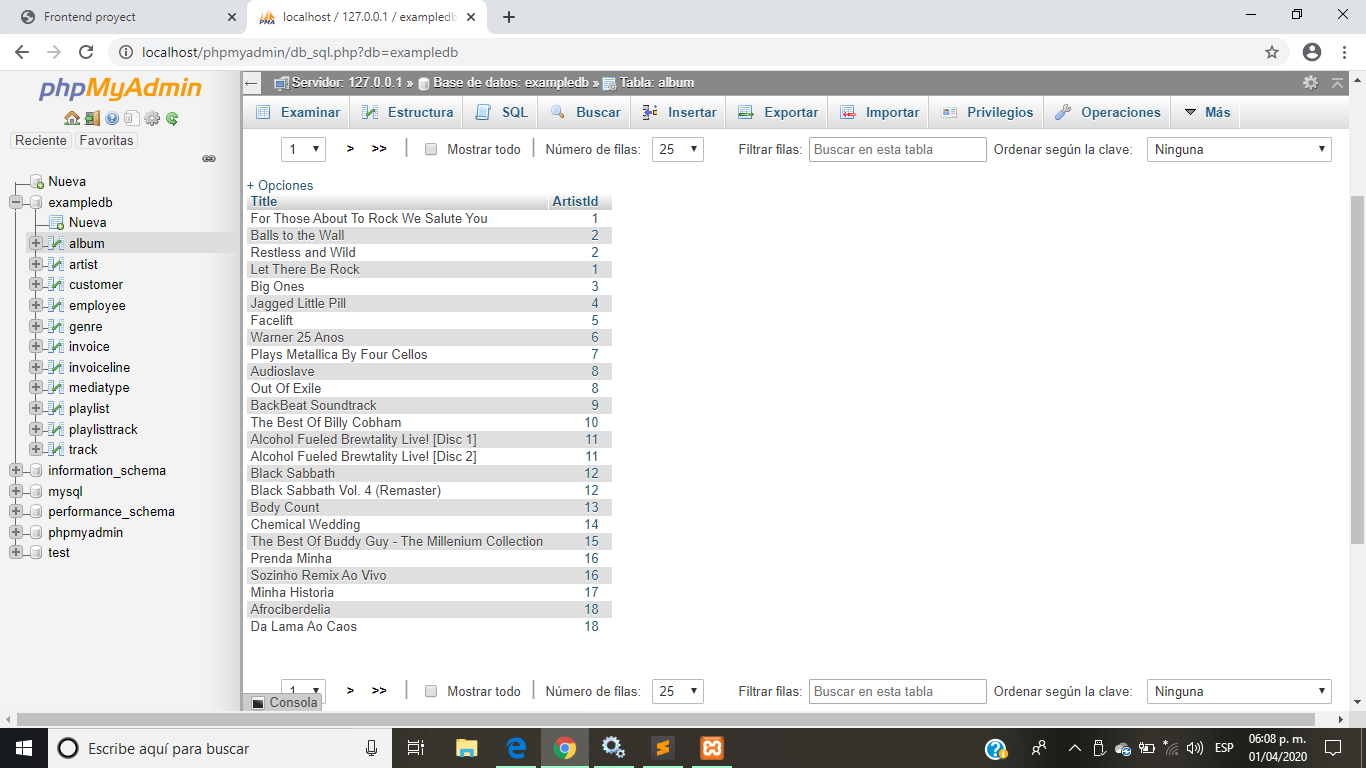 Frontend proyect
localhost / 127.0.0.1 / exampledb
localhost/phpmyadmin/db_sql.php?db=exampledb
phpMyAdmin
Reciente Favoritas
Nueva
exampledb
Nueva
album
artist
customer
employee
genre
invoice
invoiceline
mediatype
playlist
playlisttrack
track
information_schema
mysql
performance_schema
phpmyadmin
test
Servidor: 127.0.0.1 » Base de datos: exampledb » Tabla: album
Examinar Estructura SQL Buscar Insertar Exportar Importar Privilegios Operaciones Más
1 > >> Mostrar todo Número de filas: 25 Filtrar filas: Buscar en esta tabla Ordenar según la clave: Ninguna
+ Opciones
Title ArtistId
For Those About To Rock We Salute You 1
Balls to the Wall 2
Restless and Wild 2
Let There Be Rock 1
Big Ones 3
Jagged Little Pill 4
Facelift 5
Warner 25 Anos 6
Plays Metallica By Four Cellos 7
Audioslave 8
Out Of Exile 8
BackBeat Soundtrack 9
The Best Of Billy Cobham 10
Alcohol Fueled Brewtality Live! [Disc 1] 11
Alcohol Fueled Brewtality Live! [Disc 2] 11
Black Sabbath 12
Black Sabbath Vol. 4 (Remaster) 12
Body Count 13
Chemical Wedding 14
The Best Of Buddy Guy - The Millenium Collection 15
Prenda Minha 16
Sozinho Remix Ao Vivo 16
Minha Historia 17
Afrociberdelia 18
Da Lama Ao Caos 18
1 > >> Mostrar todo Número de filas: 25 Filtrar filas: Buscar en esta tabla Ordenar según la clave: Ninguna
Consola
Escribe aquí para buscar
ESP
06:08 p. m.
01/04/2020